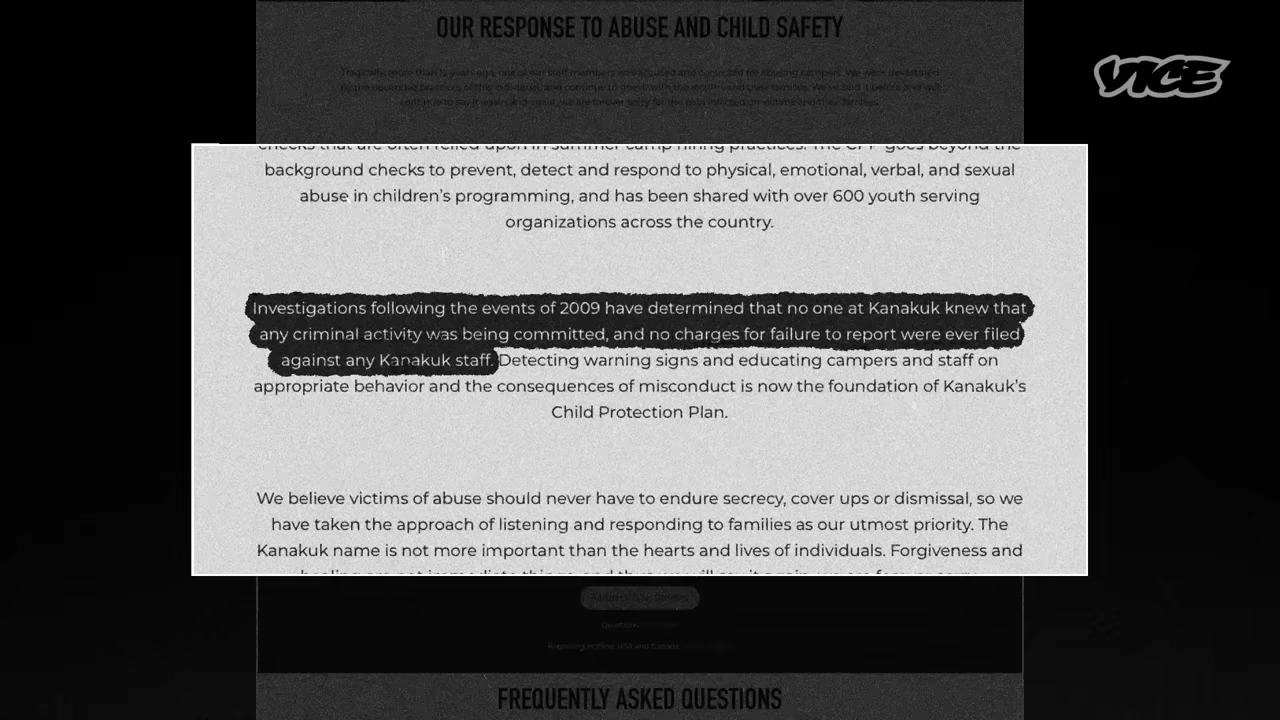 OUR RESPONSE TO ABUSE AND CHILD SAFETY
VICE
background checks to prevent, detect and respond to physical, emotional, verbal, and sexual
abuse in children's programming, and has been shared with over 600 youth serving
organizations across the country.
Investigations following the events of 2009 have determined that no one at Kanakuk knew that
any criminal activity was being committed, and no charges for failure to report were ever filed
against any Kanakuk staff. Detecting warning signs and educating campers and staff on
appropriate behavior and the consequences of misconduct is now the foundation of Kanakuk's
Child Protection Plan.
We believe victims of abuse should never have to endure secrecy, cover ups or dismissal, so we
have taken the approach of listening and responding to families as our utmost priority. The
Kanakuk name is not more important than the hearts and lives of individuals. Forgiveness and
FREQUENTLY ASKED QUESTIONS